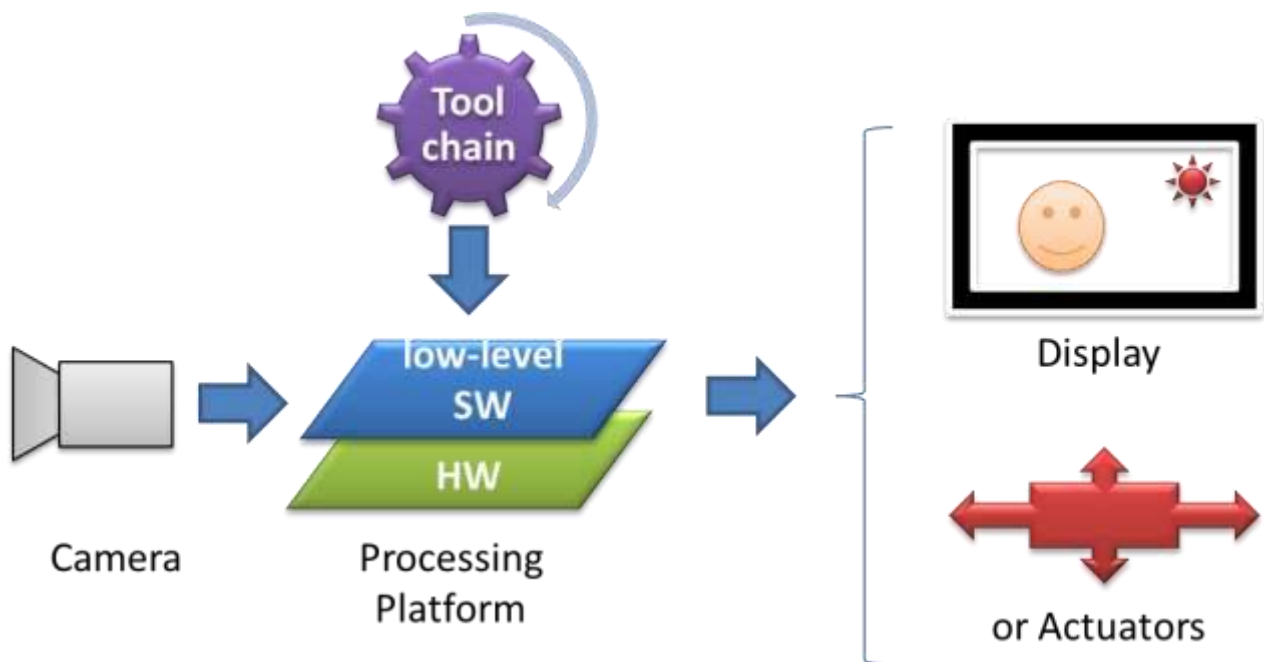 Tool
chain
low-level
SW
HW
Camera
Processing
Platform
Display
or Actuators